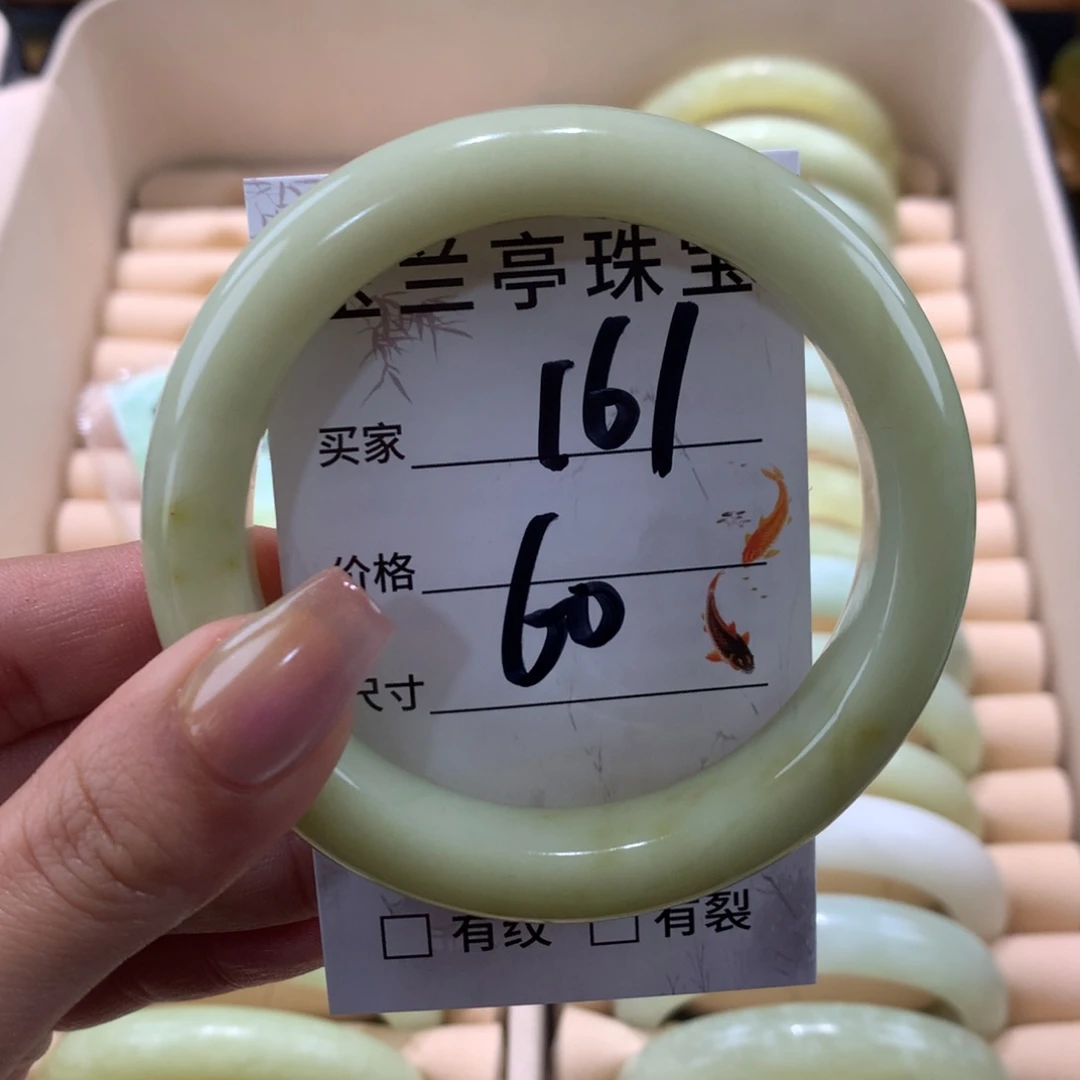 兰亭珠宝
买家 161
价格 60
尺寸
□ 有纹 □ 有裂